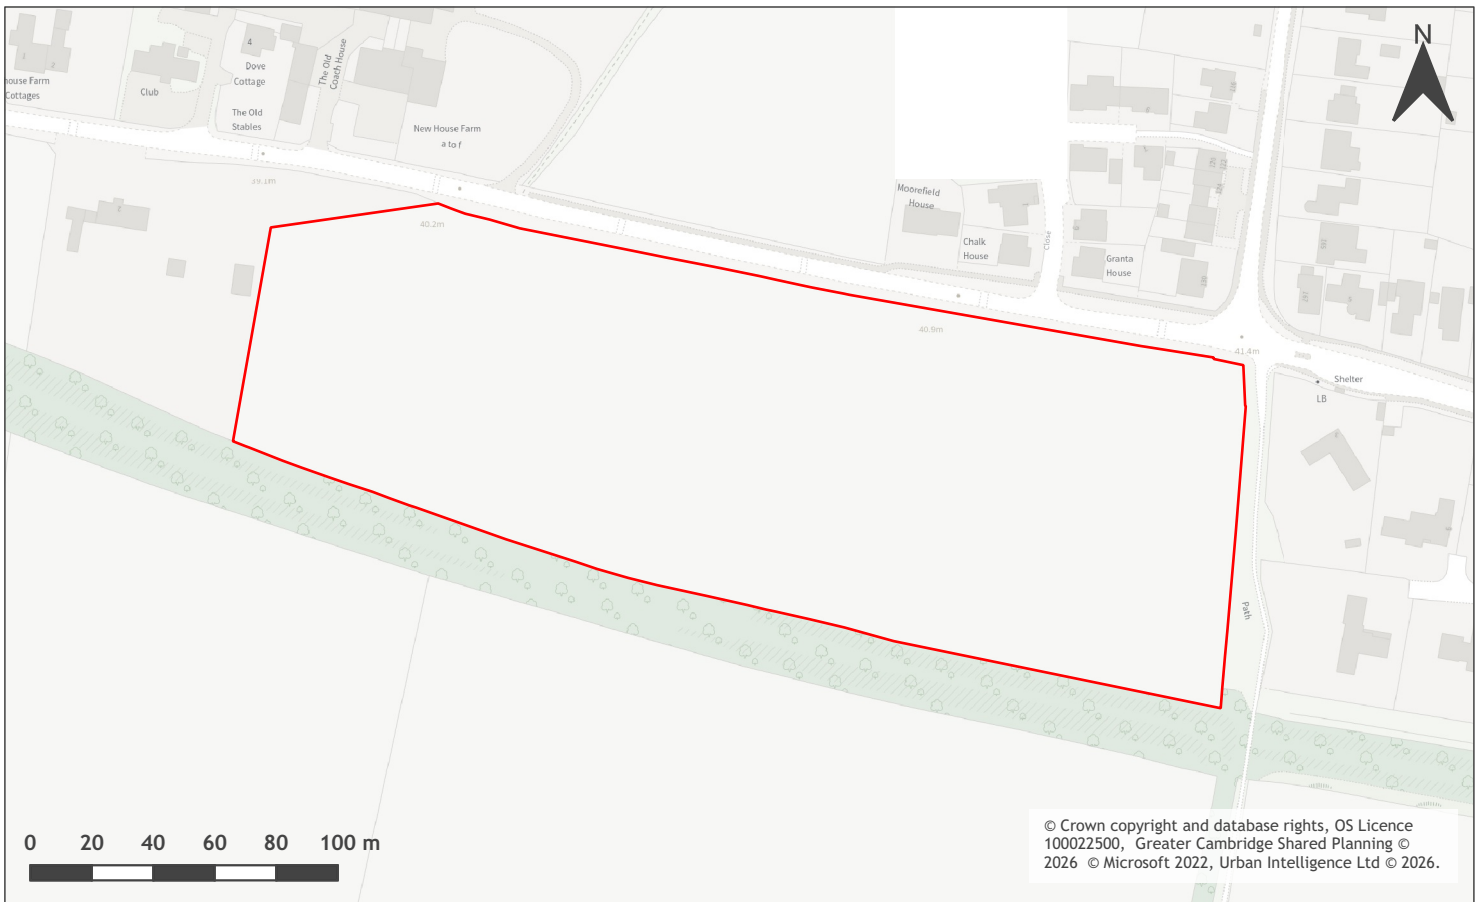 N
4
Dove
Cottage
The Old
Coach House
house Farm
Cottages
Club
The Old
Stables
New House Farm
a to f
39.1m
40.2m
Moorefield
House
Chalk
House
Close
Granta
House
40.9m
41.4m
Shelter
LB
Path
0 20 40 60 80 100 m
© Crown copyright and database rights, OS Licence
100022500, Greater Cambridge Shared Planning ©
2026 © Microsoft 2022, Urban Intelligence Ltd © 2026.